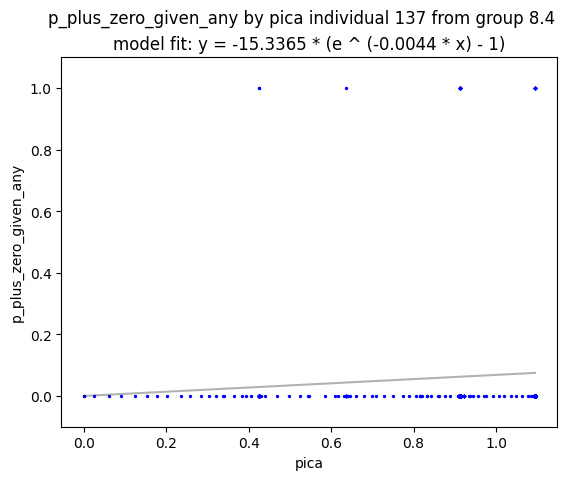 p_plus_zero_given_any by pica individual 137 from group 8.4
model fit: y = -15.3365 * (e ^ (-0.0044 * x) - 1)
1.0
0.8
0.6
0.4
0.2
0.0
p_plus_zero_given_any
0.0 0.2 0.4 0.6 0.8 1.0
pica